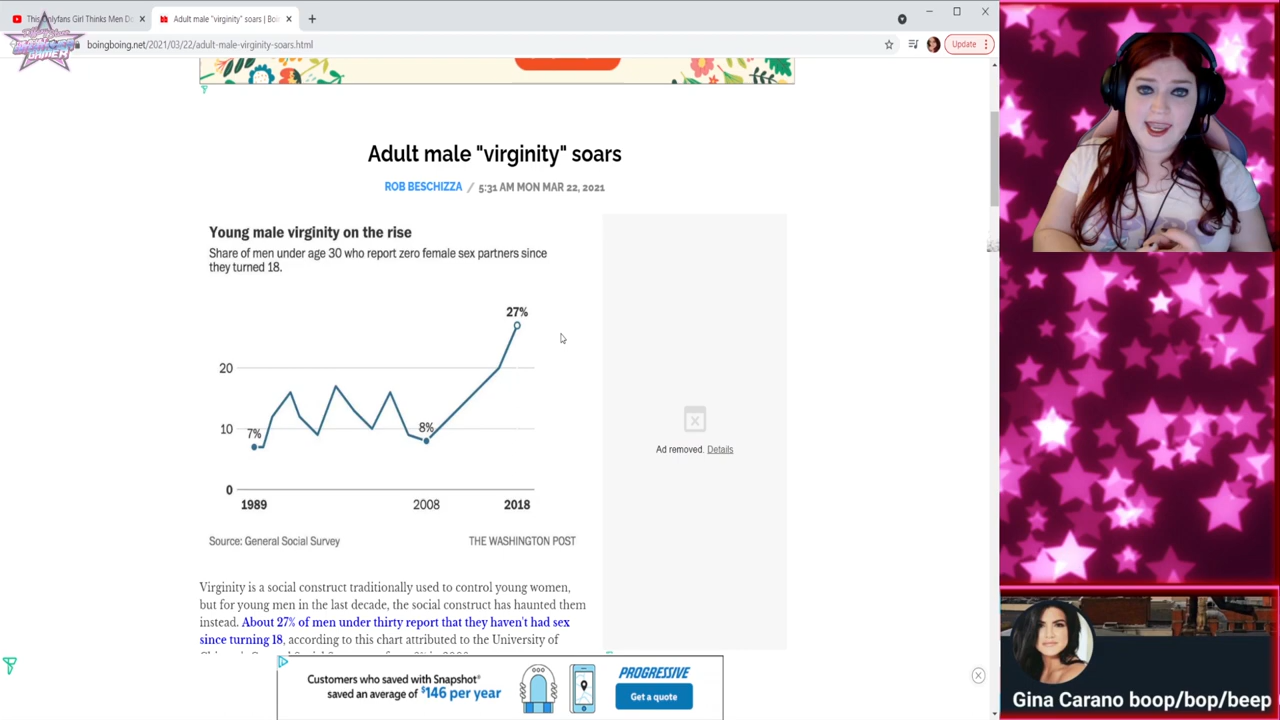 This Onlyfans Girl Thinks Men D
Adult male "virginity" soars | Boi
boingboing.net/2021/03/22/adult-male-virginity-soars.html
Update
GAMER
Adult male "virginity" soars
ROB BESCHIZZA / 5:31 AM MON MAR 22, 2021
Young male virginity on the rise
Share of men under age 30 who report zero female sex partners since
they turned 18.
27%
20
10
7%
8%
0
1989
2008
2018
Source: General Social Survey
THE WASHINGTON POST
Ad removed. Details
Virginity is a social construct traditionally used to control young women,
but for young men in the last decade, the social construct has haunted them
instead. About 27% of men under thirty report that they haven't had sex
since turning 18, according to this chart attributed to the University of
Customers who saved with Snapshot®
saved an average of $146 per year
PROGRESSIVE
Get a quote
Gina Carano boop/bop/beep